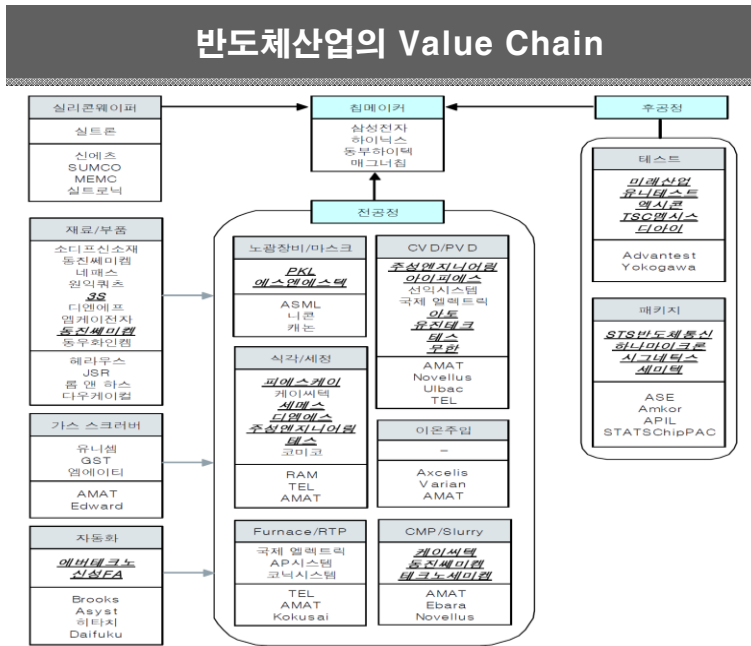 반도체산업의 Value Chain
실리콘웨이퍼
실트론
신에츠
SUMCO
MEMC
실트로닉
칩메이커
삼성전자
하이닉스
동부하이텍
매그너칩
후공정
테스트
미래산업
유니테스트
엑시콘
TSC멤시스
디아이
Advantest
Yokogawa
패키지
STS반도체통신
하나마이크론
시그네틱스
세미텍
ASE
Amkor
APIL
STATSChipPAC
재료/부품
소디프신소재
동진쎄미켐
네패스
원익쿼츠
3S
디엔에프
엠케이전자
동진쎄미켐
동우화인켐
헤라우스
JSR
롬 앤 하스
다우케이컬
가스 스크러버
유니셈
GST
엠에이티
AMAT
Edward
자동화
에버테크노
신성FA
Brooks
Asyst
히타치
Daifuku
전공정
노광장비/마스크
PKL
에스엔에스텍
ASML
니콘
캐논
CVD/PVD
주성엔지니어링
아이피에스
선익시스템
국제 엘렉트릭
아토
유진테크
테스
무한
AMAT
Novellus
Ulbac
TEL
식각/세정
피에스케이
케이씨텍
세메스
디엠에스
주성엔지니어링
테스
코미코
RAM
TEL
AMAT
이온주입
-
Axcelis
Varian
AMAT
Furnace/RTP
국제 엘렉트릭
AP시스템
코닉시스템
TEL
AMAT
Kokusai
CMP/Slurry
케이씨텍
동진쎄미켐
테크노세미켐
AMAT
Ebara
Novellus